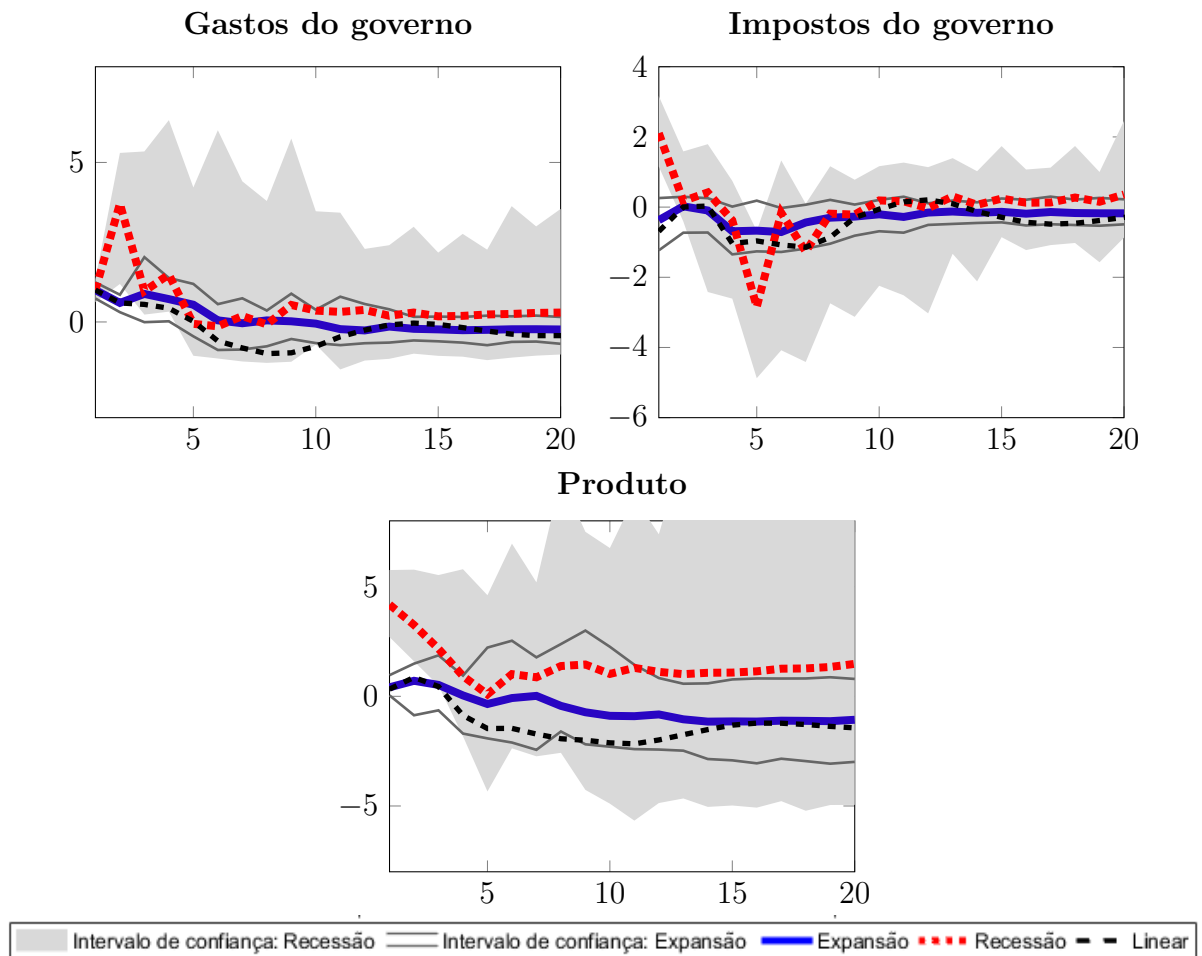 Gastos do governo
5
0
5 10 15 20
Impostos do governo
4
2
0
−2
−4
−6
5 10 15 20
Produto
5
0
−5
5 10 15 20
Intervalo de confiança: Recessão Intervalo de confiança: Expansão Expansão Recessão Linear